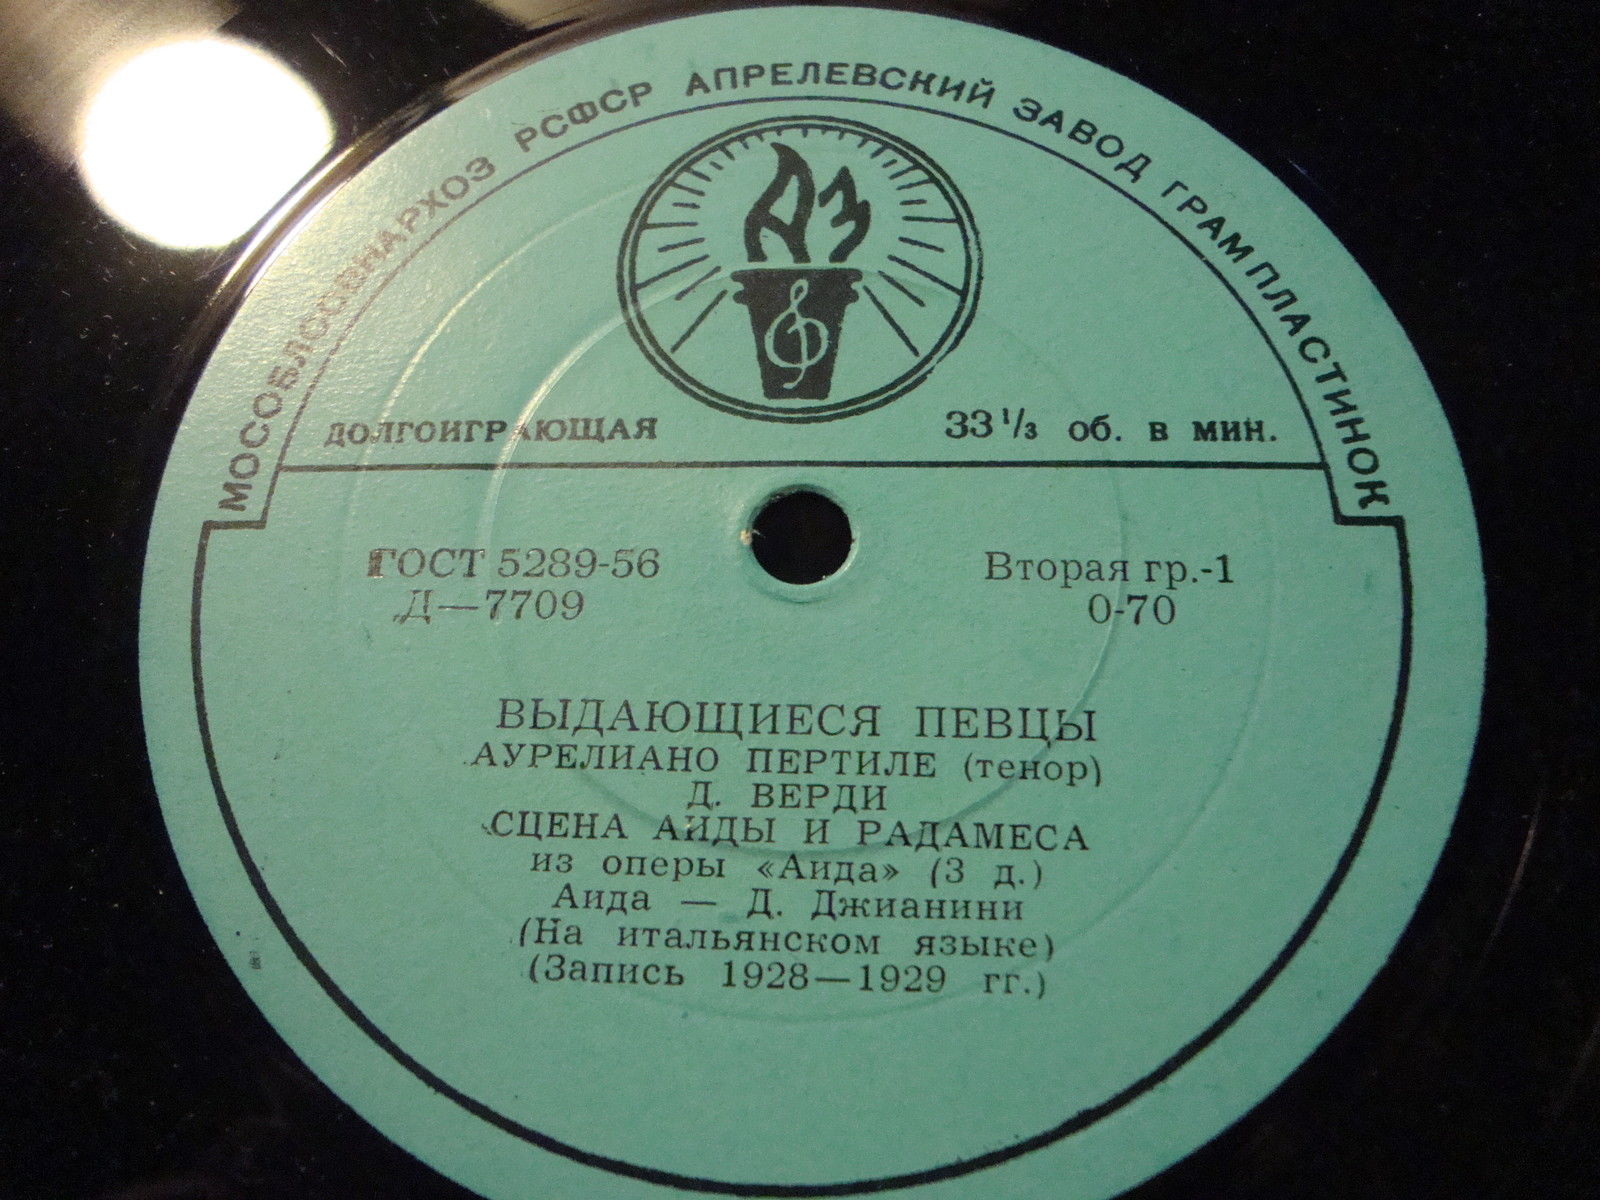 МОСОБЛСОВНАРХОЗ РСФСР АПРЕЛЕВСКИЙ ЗАВОД ГРАМПЛАСТИНОК
АЗ
ДОЛГОИГРАЮЩАЯ 33 1/3 об. в мин.
ГОСТ 5289-56 Вторая гр.-1
Д—7709 0-70
ВЫДАЮЩИЕСЯ ПЕВЦЫ
АУРЕЛИАНО ПЕРТИЛЕ (тенор)
Д. ВЕРДИ
СЦЕНА АИДЫ И РАДАМЕСА
из оперы «Аида» (3 д.)
Аида — Д. Джианини
(На итальянском языке)
(Запись 1928—1929 гг.)